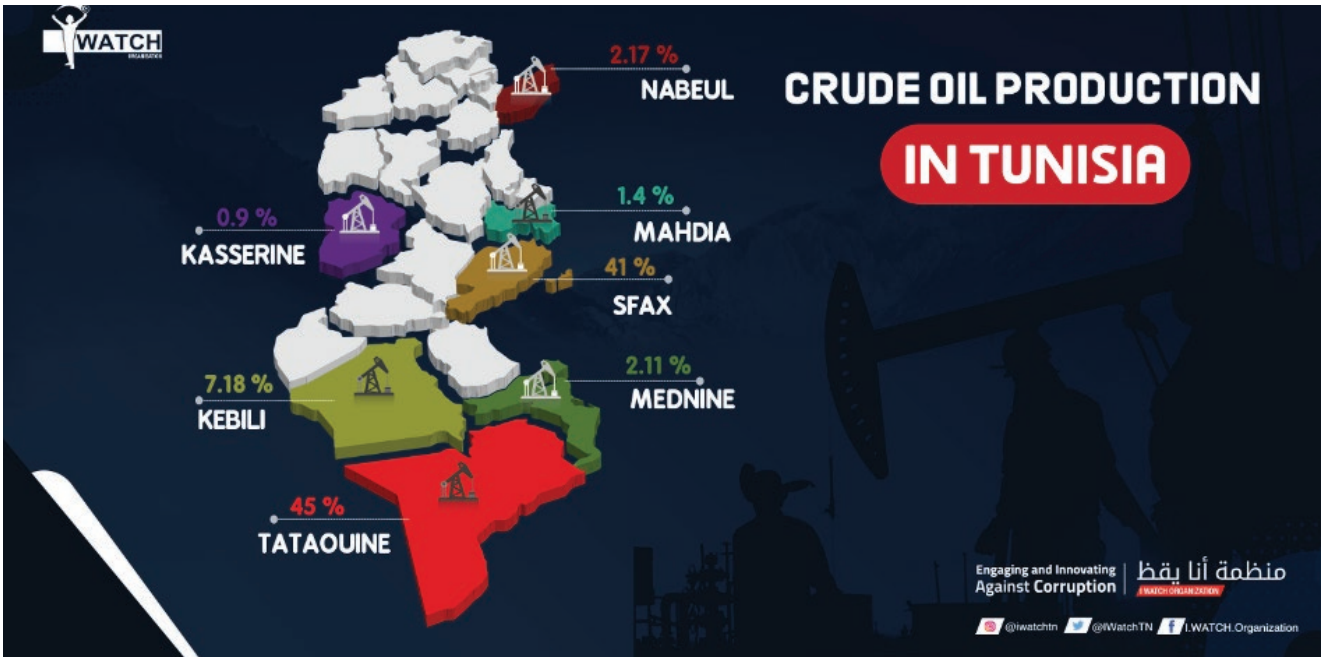 WATCH
CRUDE OIL PRODUCTION
IN TUNISIA
2.17 %
NABEUL
1.4 %
MAHDIA
0.9 %
KASSERINE
41 %
SFAX
2.11 %
MEDNINE
7.18 %
KEBILI
45 %
TATAOUINE
Engaging and Innovating
Against Corruption
منظمة أنا يقظ
I WATCH ORGANIZATION
@iwatchtn
@IWatchTN
I.WATCH.Organization